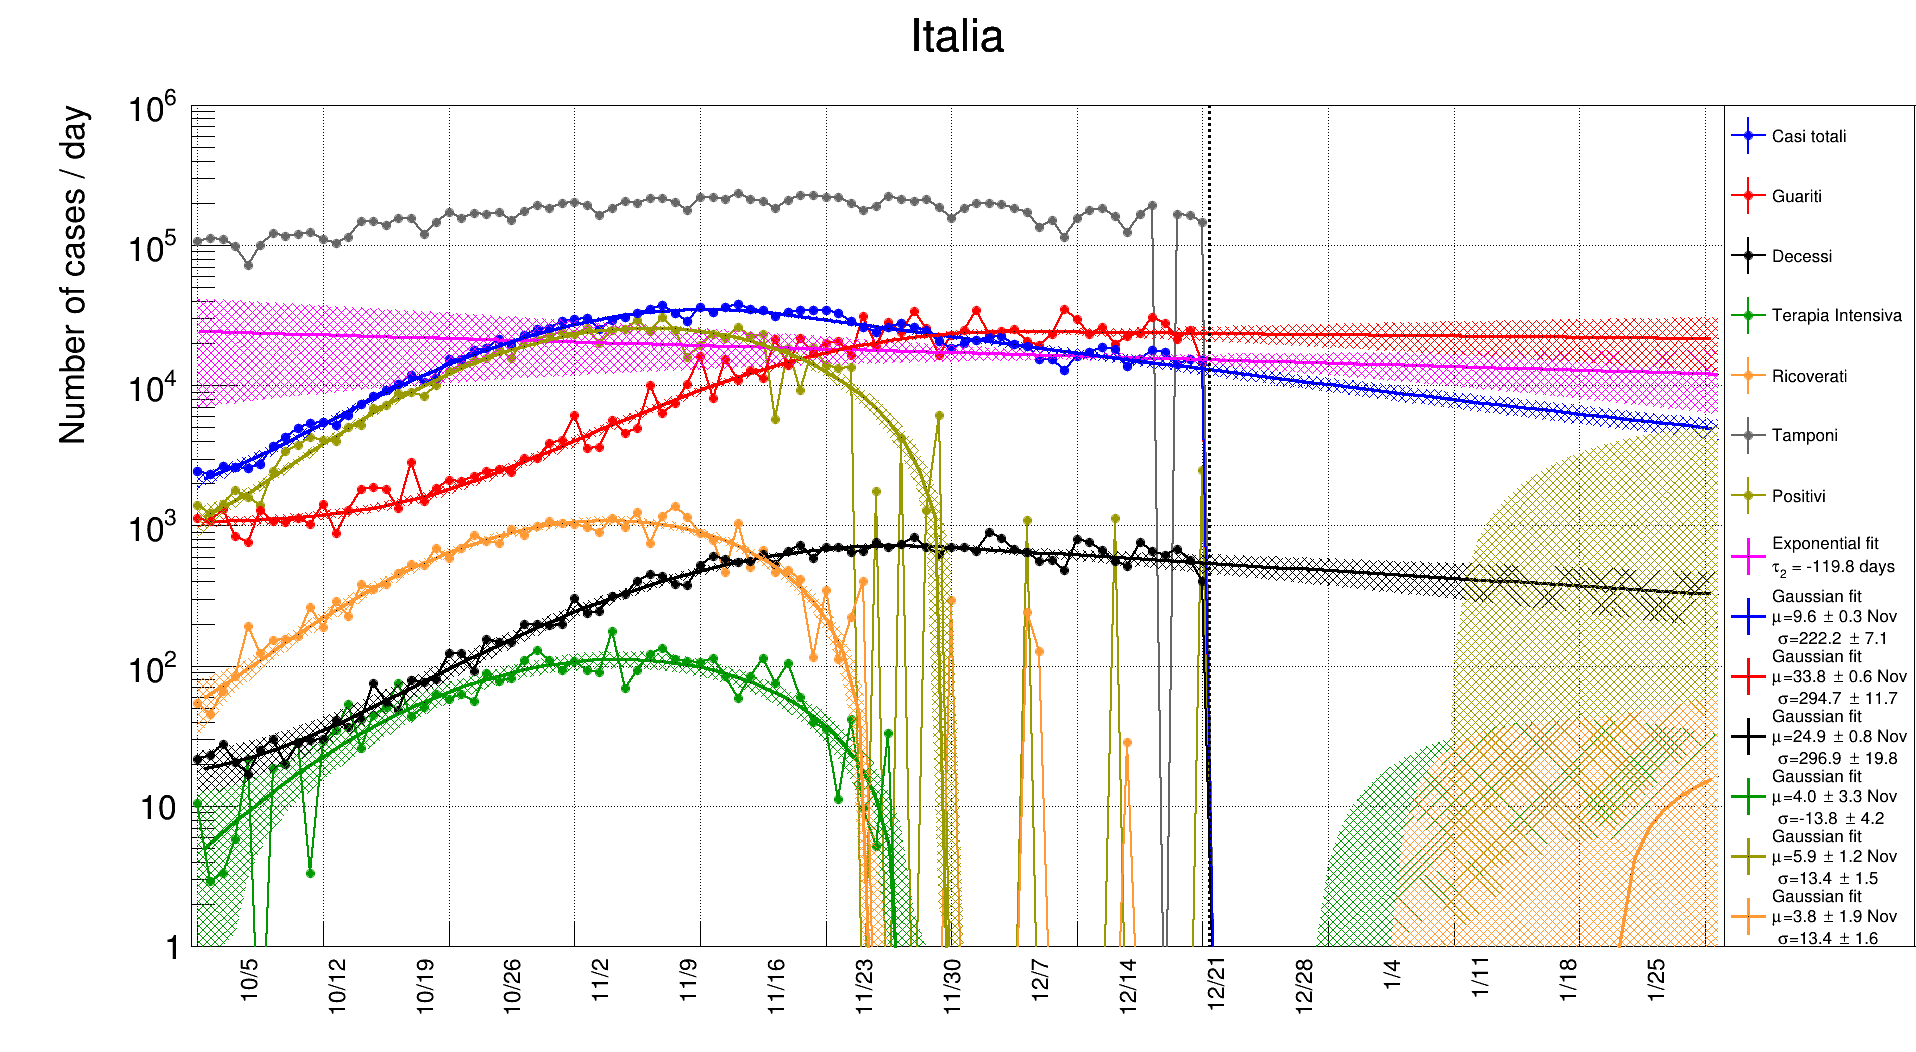 Italia
Number of cases / day
10^6
10^5
10^4
10^3
10^2
10
1
10/5 10/12 10/19 10/26 11/2 11/9 11/16 11/23 11/30 12/7 12/14 12/21 12/28 1/4 1/11 1/18 1/25
Casi totali
Guariti
Decessi
Terapia Intensiva
Ricoverati
Tamponi
Positivi
Exponential fit
τ₂ = -119.8 days
Gaussian fit
μ=9.6 ± 0.3 Nov
σ=222.2 ± 7.1
Gaussian fit
μ=33.8 ± 0.6 Nov
σ=294.7 ± 11.7
Gaussian fit
μ=24.9 ± 0.8 Nov
σ=296.9 ± 19.8
Gaussian fit
μ=4.0 ± 3.3 Nov
σ=-13.8 ± 4.2
Gaussian fit
μ=5.9 ± 1.2 Nov
σ=13.4 ± 1.5
Gaussian fit
μ=3.8 ± 1.9 Nov
σ=13.4 ± 1.6